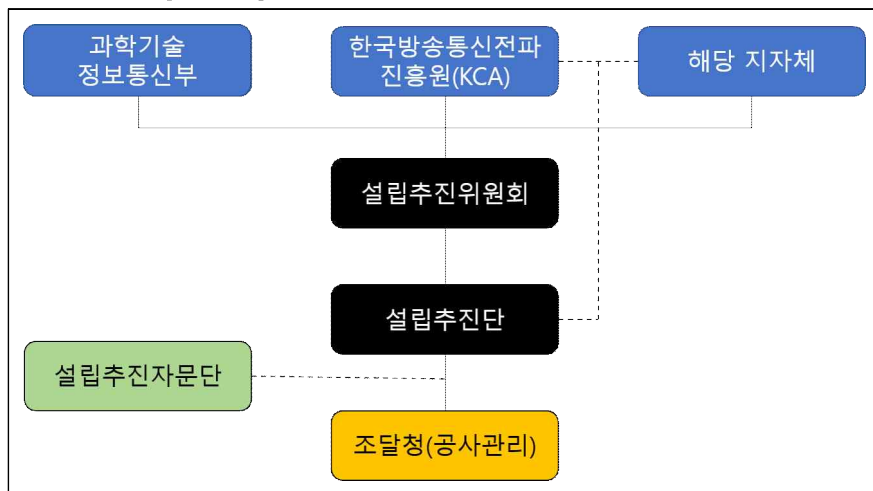 과학기술
정보통신부
한국방송통신전파
진흥원(KCA)
해당 지자체
설립추진위원회
설립추진단
설립추진자문단
조달청(공사관리)